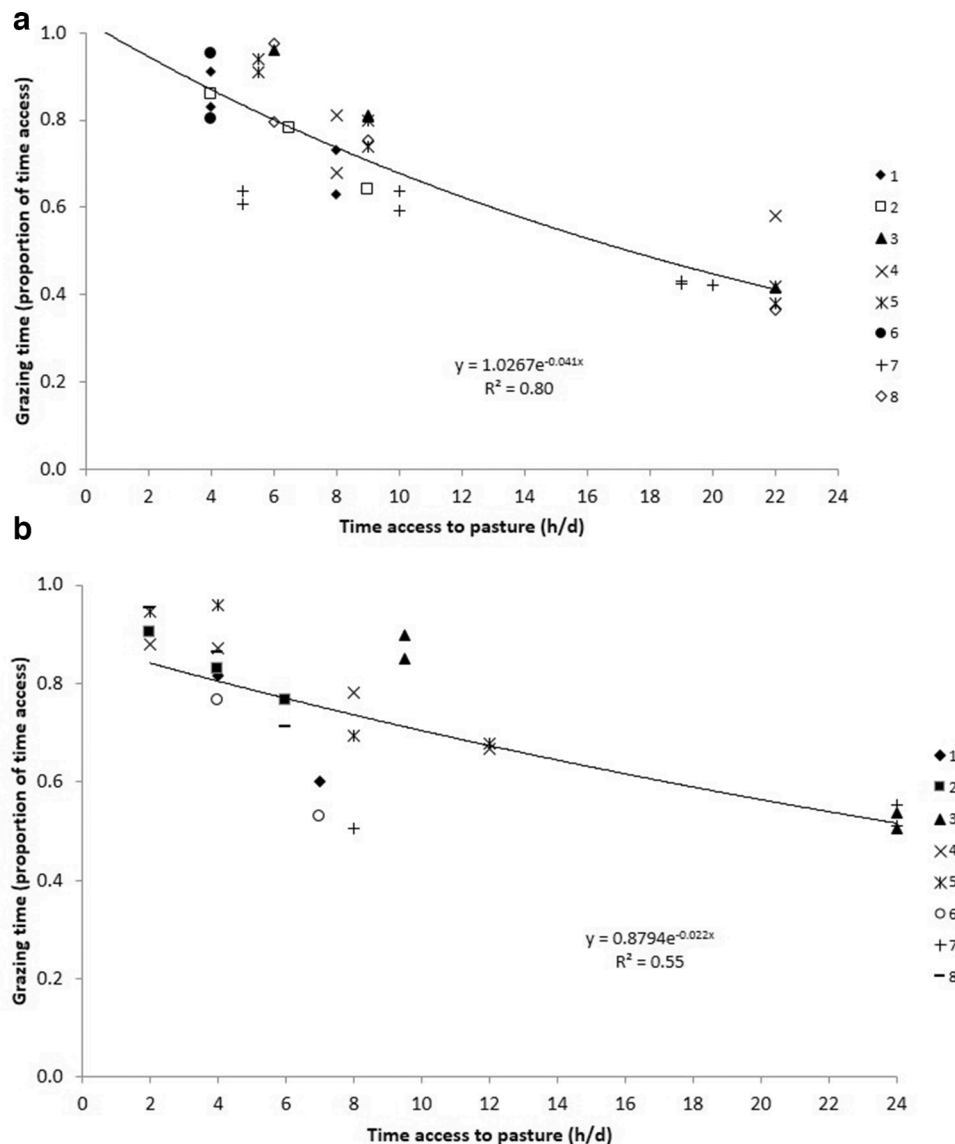 a
Grazing time (proportion of time access)
1.0
0.8
0.6
0.4
0.2
0.0
0 2 4 6 8 10 12 14 16 18 20 22 24
Time access to pasture (h/d)
y = 1.0267e^-0.041x
R² = 0.80
1
2
3
4
5
6
7
8
b
Grazing time (proportion of time access)
1.0
0.8
0.6
0.4
0.2
0.0
0 2 4 6 8 10 12 14 16 18 20 22 24
Time access to pasture (h/d)
y = 0.8794e^-0.022x
R² = 0.55
1
2
3
4
5
6
7
8